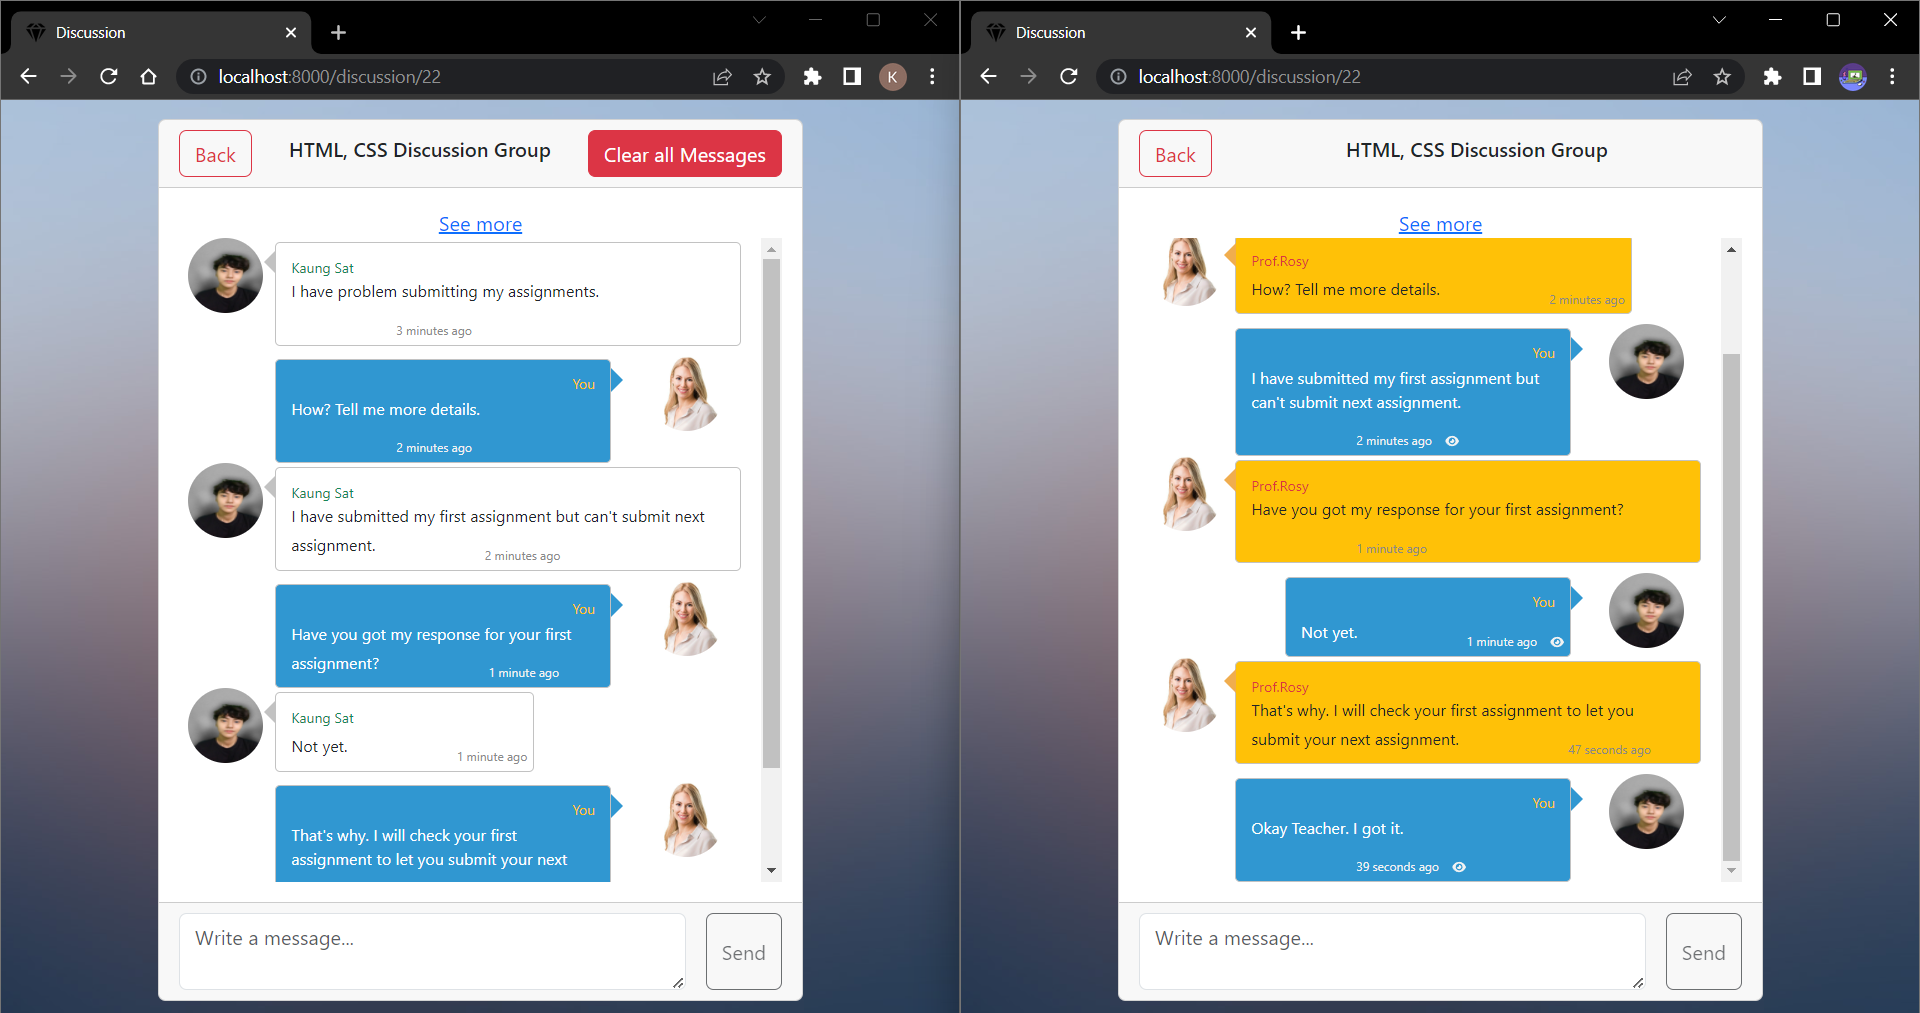 Discussion
localhost:8000/discussion/22
K
Back
HTML, CSS Discussion Group
Clear all Messages
See more
Kaung Sat
I have problem submitting my assignments.
3 minutes ago
You
How? Tell me more details.
2 minutes ago
Kaung Sat
I have submitted my first assignment but can't submit next
assignment.
2 minutes ago
You
Have you got my response for your first
assignment?
1 minute ago
Kaung Sat
Not yet.
1 minute ago
You
That's why. I will check your first
assignment to let you submit your next
Write a message...
Send
Discussion
localhost:8000/discussion/22
Back
HTML, CSS Discussion Group
See more
Prof.Rosy
How? Tell me more details.
2 minutes ago
You
I have submitted my first assignment but
can't submit next assignment.
2 minutes ago
Prof.Rosy
Have you got my response for your first assignment?
1 minute ago
You
Not yet.
1 minute ago
Prof.Rosy
That's why. I will check your first assignment to let you
submit your next assignment.
47 seconds ago
You
Okay Teacher. I got it.
39 seconds ago
Write a message...
Send